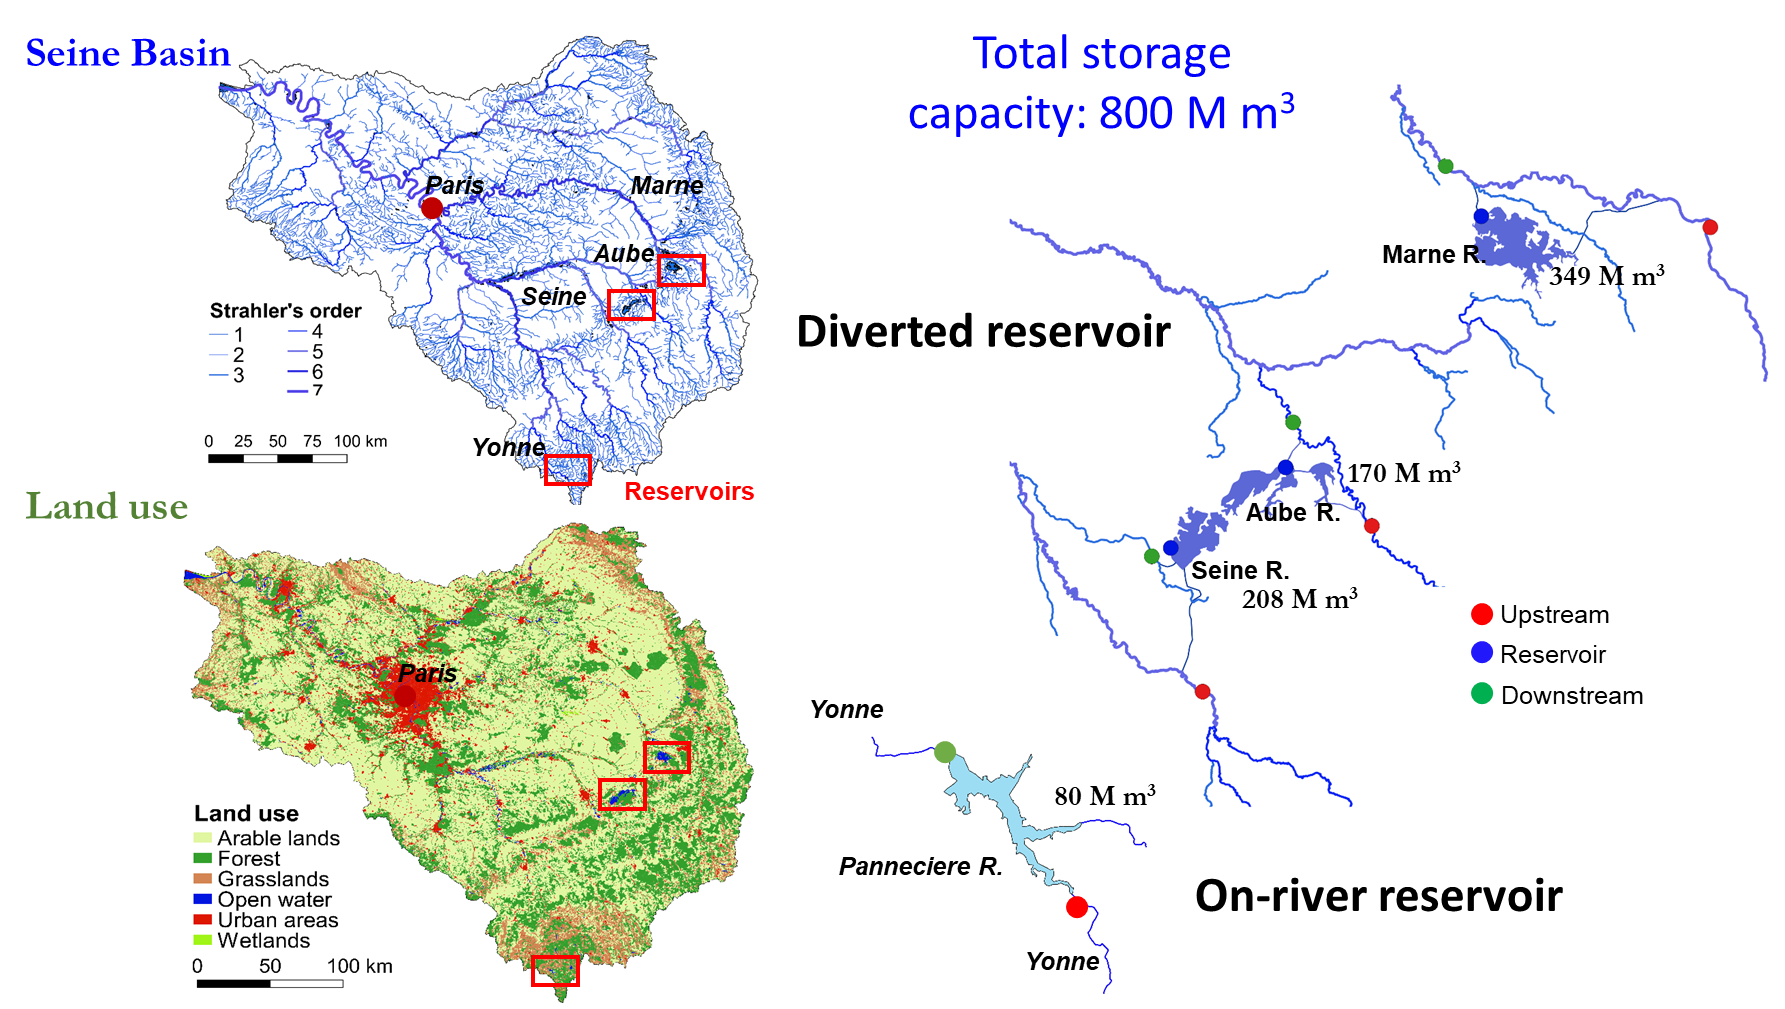 Seine Basin
Paris
Marne
Aube
Seine
Yonne
Reservoirs
Strahler's order
1
2
3
4
5
6
7
0 25 50 75 100 km
Land use
Paris
Land use
Arable lands
Forest
Grasslands
Open water
Urban areas
Wetlands
0 50 100 km
Total storage
capacity: 800 M m³
Marne R.
349 M m³
Diverted reservoir
170 M m³
Aube R.
Seine R.
208 M m³
Upstream
Reservoir
Downstream
Yonne
80 M m³
Panneciere R.
On-river reservoir
Yonne